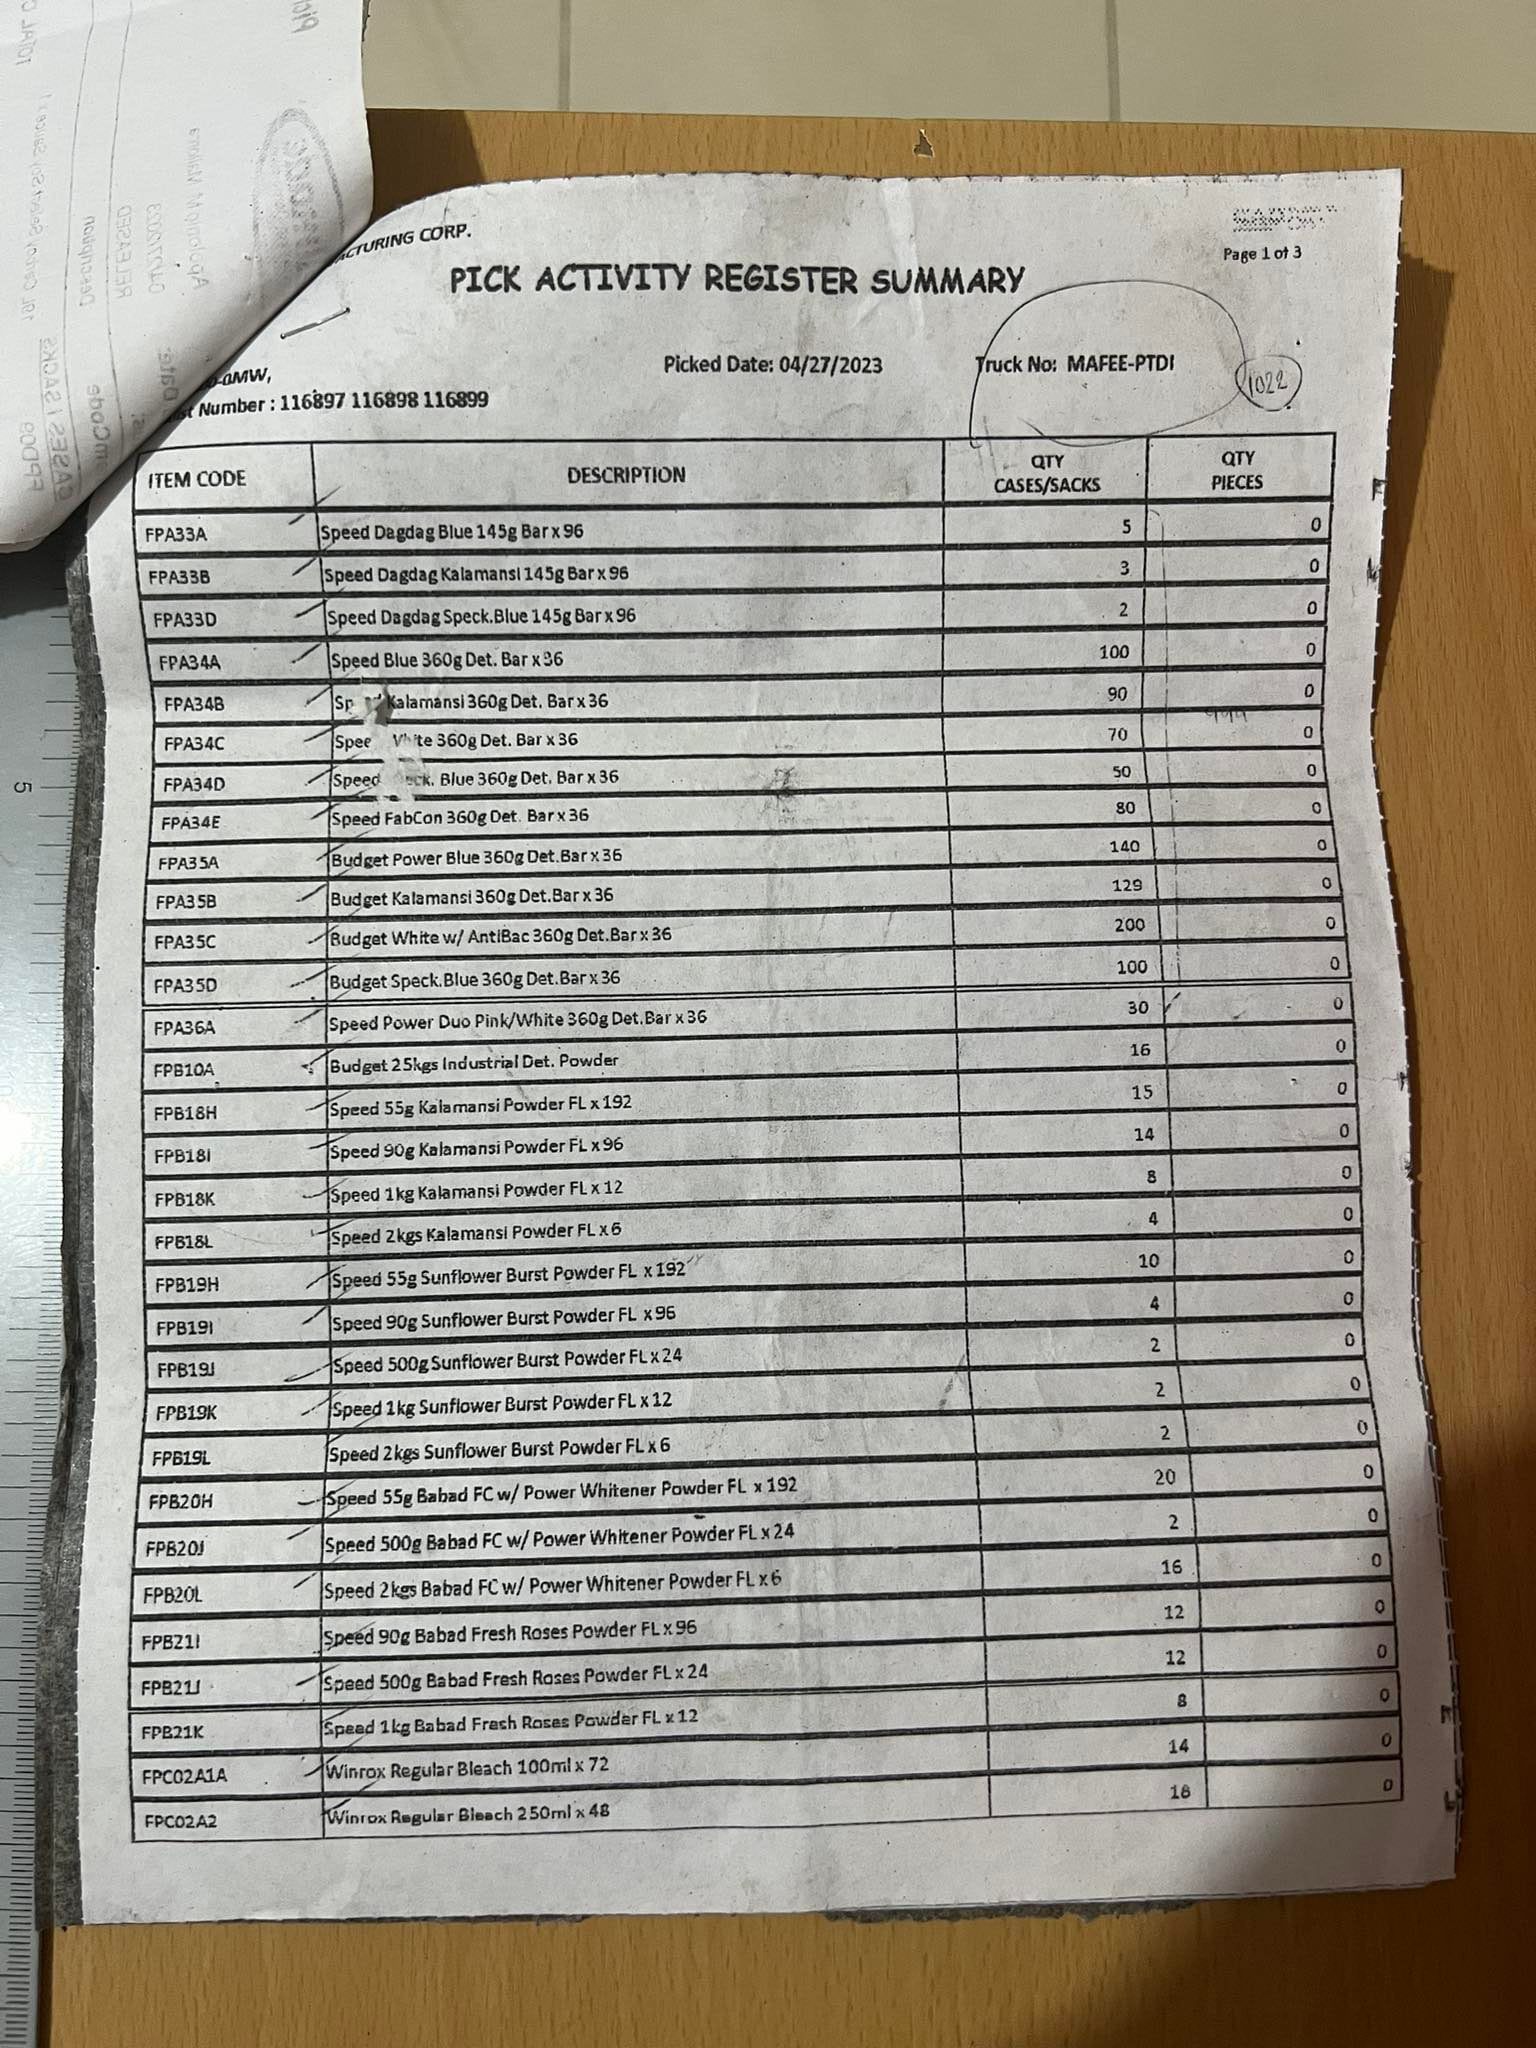 ACTURING CORP.
Page 1 of 3
PICK ACTIVITY REGISTER SUMMARY
Picked Date: 04/27/2023 Truck No: MAFEE-PTDI 1022
0-0MW,
st Number : 116897 116898 116899
ITEM CODE DESCRIPTION QTY CASES/SACKS QTY PIECES
FPA33A Speed Dagdag Blue 145g Bar x 96 5 0
FPA33B Speed Dagdag Kalamansi 145g Bar x 96 3 0
FPA33D Speed Dagdag Speck.Blue 145g Bar x 96 2 0
FPA34A Speed Blue 360g Det. Bar x 36 100 0
FPA34B Sp Kalamansi 360g Det. Bar x 36 90 0
FPA34C Spee White 360g Det. Bar x 36 70 0
FPA34D Speed eck. Blue 360g Det. Bar x 36 50 0
FPA34E Speed FabCon 360g Det. Bar x 36 80 0
FPA35A Budget Power Blue 360g Det.Bar x 36 140 0
FPA35B Budget Kalamansi 360g Det.Bar x 36 129 0
FPA35C Budget White w/ AntiBac 360g Det.Bar x 36 200 0
FPA35D Budget Speck.Blue 360g Det.Bar x 36 100 0
FPA36A Speed Power Duo Pink/White 360g Det.Bar x 36 30 0
FPB10A Budget 25kgs Industrial Det. Powder 16 0
FPB18H Speed 55g Kalamansi Powder FL x 192 15 0
FPB18I Speed 90g Kalamansi Powder FL x 96 14 0
FPB18K Speed 1kg Kalamansi Powder FL x 12 8 0
FPB18L Speed 2kgs Kalamansi Powder FL x 6 4 0
FPB19H Speed 55g Sunflower Burst Powder FL x 192 10 0
FPB19I Speed 90g Sunflower Burst Powder FL x 96 4 0
FPB19J Speed 500g Sunflower Burst Powder FL x 24 2 0
FPB19K Speed 1kg Sunflower Burst Powder FL x 12 2 0
FPB19L Speed 2kgs Sunflower Burst Powder FL x 6 2 0
FPB20H Speed 55g Babad FC w/ Power Whitener Powder FL x 192 20 0
FPB20J Speed 500g Babad FC w/ Power Whitener Powder FL x 24 2 0
FPB20L Speed 2kgs Babad FC w/ Power Whitener Powder FL x 6 16 0
FPB21I Speed 90g Babad Fresh Roses Powder FL x 96 12 0
FPB21J Speed 500g Babad Fresh Roses Powder FL x 24 12 0
FPB21K Speed 1kg Babad Fresh Roses Powder FL x 12 8 0
FPC02A1A Winrox Regular Bleach 100ml x 72 14 0
FPC02A2 Winrox Regular Bleach 250ml x 48 18 0
5